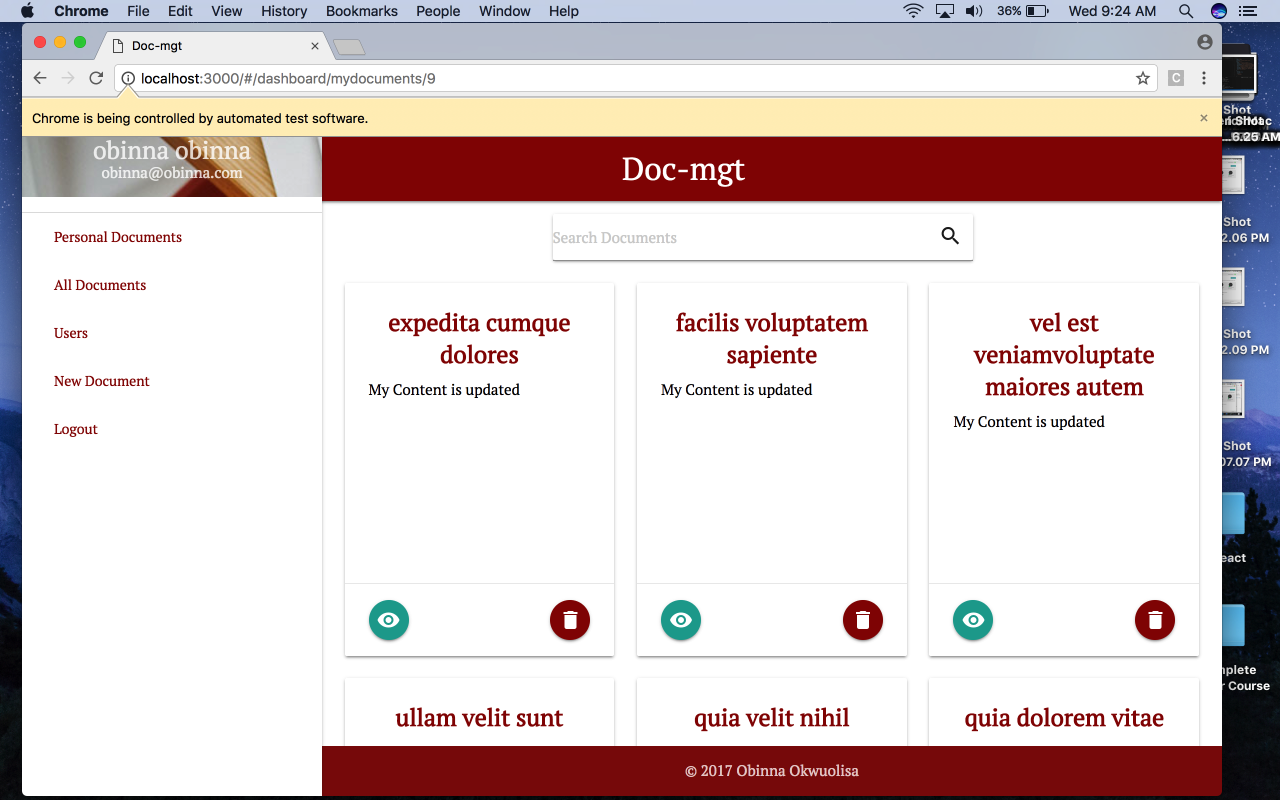 Chrome File Edit View History Bookmarks People Window Help 36% Wed 9:24 AM
Doc-mgt
localhost:3000/#/dashboard/mydocuments/9
C
Chrome is being controlled by automated test software.
obinna obinna
obinna@obinna.com
Personal Documents
All Documents
Users
New Document
Logout
Doc-mgt
Search Documents
expedita cumque
dolores
My Content is updated
facilis voluptatem
sapiente
My Content is updated
vel est
veniamvoluptate
maiores autem
My Content is updated
ullam velit sunt
quia velit nihil
quia dolorem vitae
© 2017 Obinna Okwuolisa
Shot
Shot
2.06 PM
Shot
2.09 PM
Shot
07.07 PM
eact
mplete
r Course